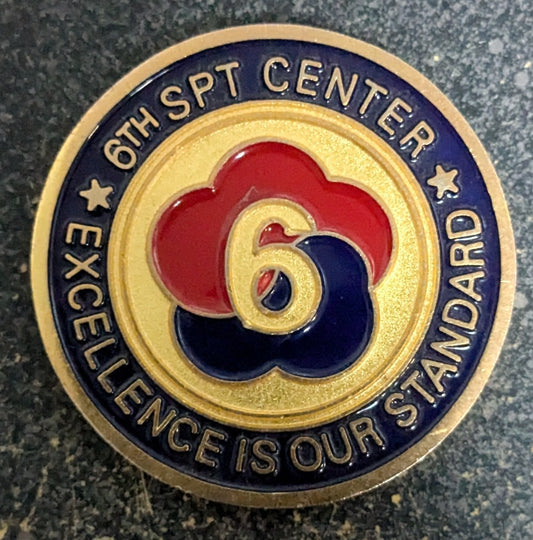 6TH SPT CENTER
EXCELLENCE IS OUR STANDARD
6